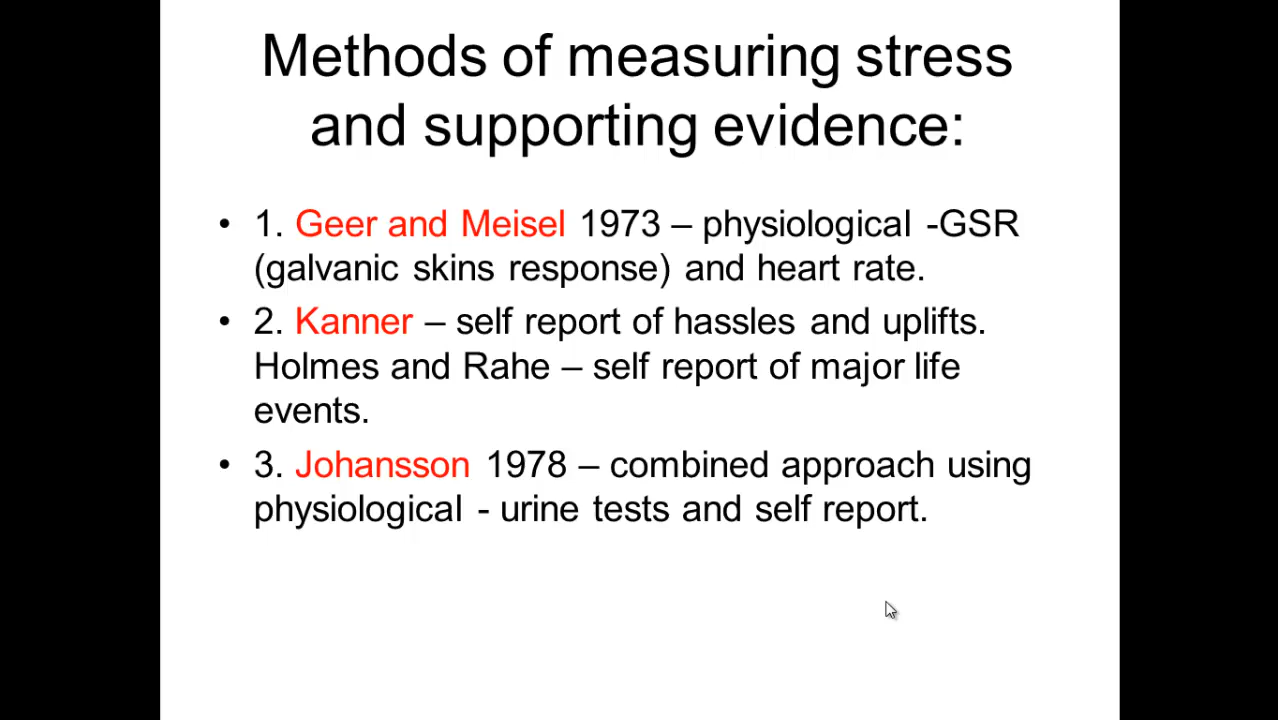 Methods of measuring stress
and supporting evidence:
• 1. Geer and Meisel 1973 – physiological -GSR
(galvanic skins response) and heart rate.
• 2. Kanner – self report of hassles and uplifts.
Holmes and Rahe – self report of major life
events.
• 3. Johansson 1978 – combined approach using
physiological - urine tests and self report.